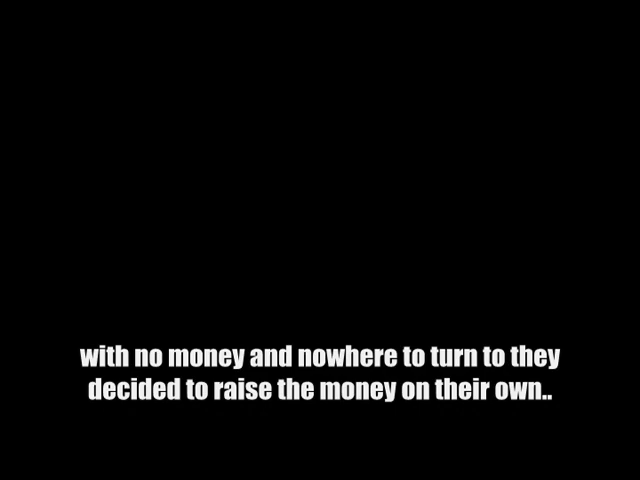 with no money and nowhere to turn to they
decided to raise the money on their own..